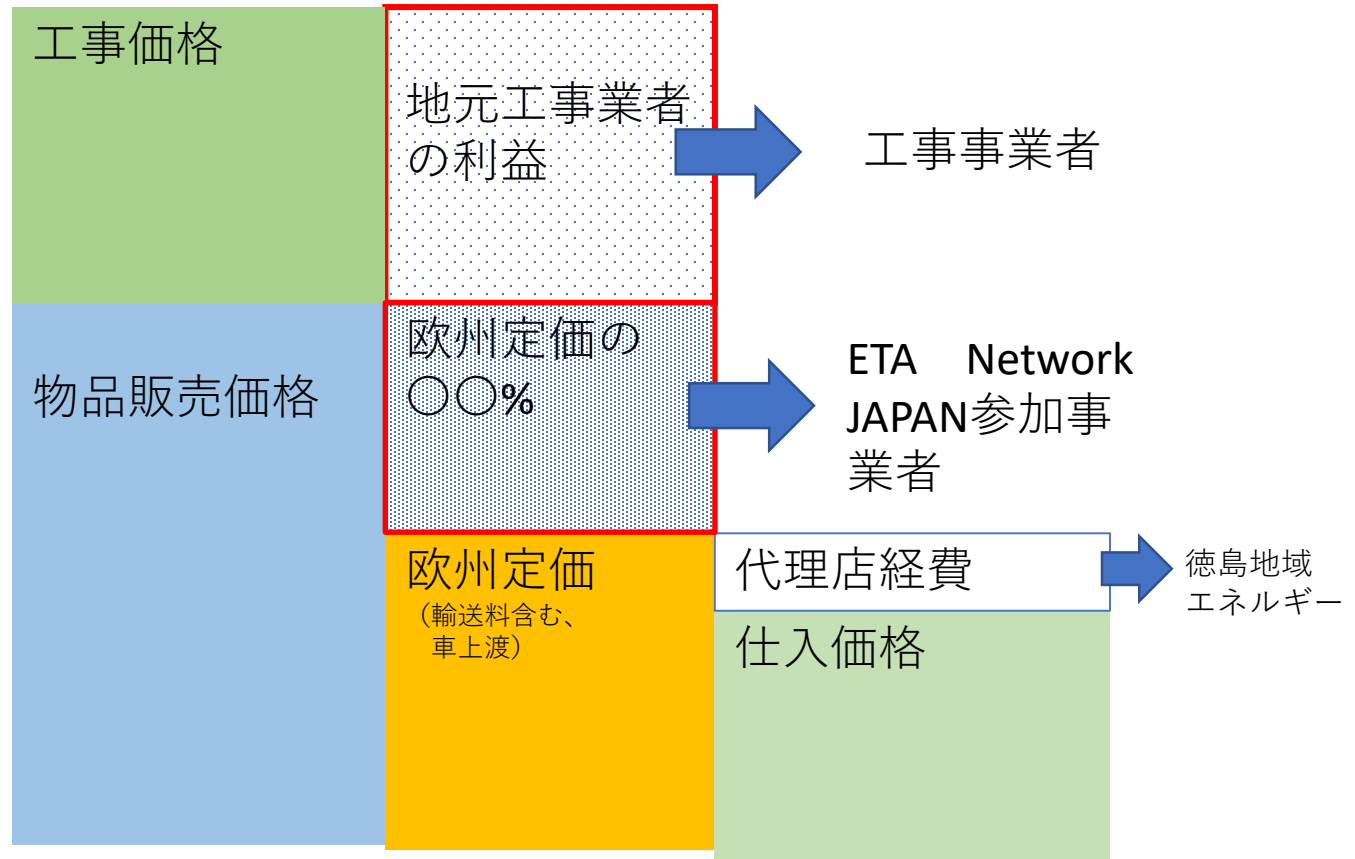 工事価格
地元工事業者
の利益
工事事業者
物品販売価格
欧州定価の
○○%
ETA　Network
JAPAN参加事
業者
欧州定価
（輸送料含む、
車上渡）
代理店経費
徳島地域
エネルギー
仕入価格